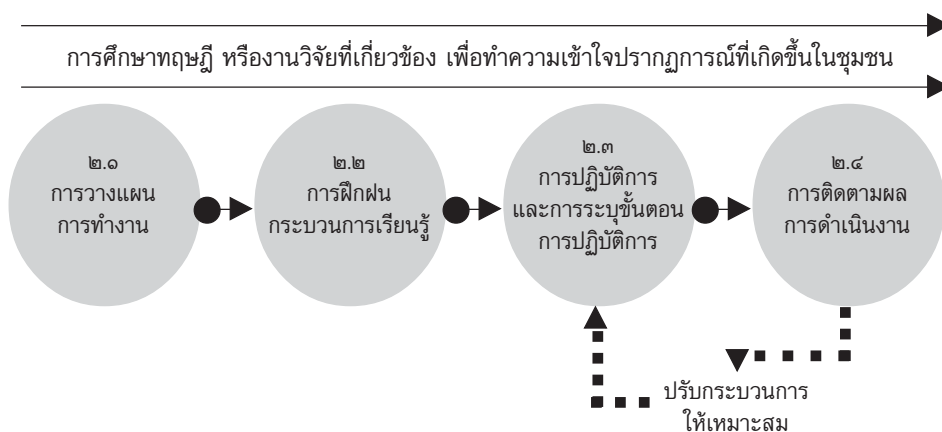 การศึกษาทฤษฎี หรืองานวิจัยที่เกี่ยวข้อง เพื่อทำความเข้าใจปรากฏการณ์ที่เกิดขึ้นในชุมชน
๒.๑
การวางแผน
การทำงาน
๒.๒
การฝึกฝน
กระบวนการเรียนรู้
๒.๓
การปฏิบัติการ
และการระบุขั้นตอน
การปฏิบัติการ
๒.๔
การติดตามผล
การดำเนินงาน
ปรับกระบวนการ
ให้เหมาะสม